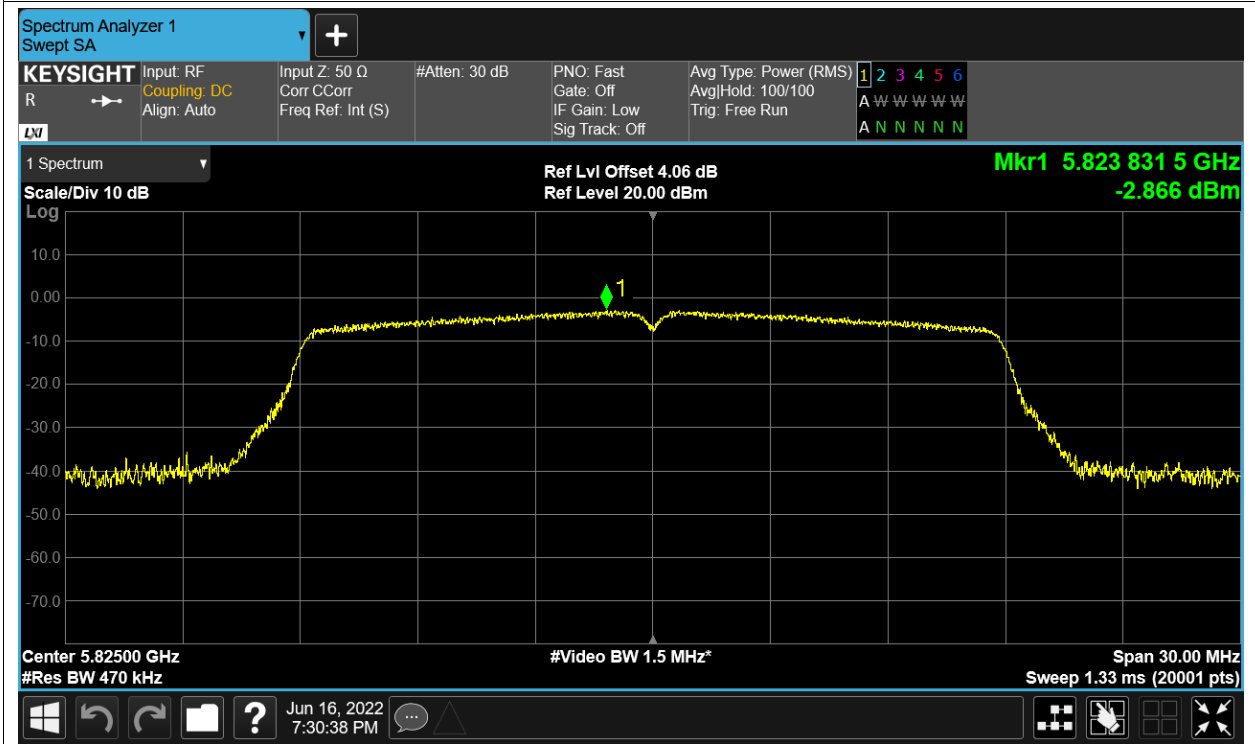 Spectrum Analyzer 1
Swept SA
▼
+
KEYSIGHT
R
LXI
Input: RF
Coupling: DC
Align: Auto
Input Z: 50 Ω
Corr CCorr
Freq Ref: Int (S)
#Atten: 30 dB
PNO: Fast
Gate: Off
IF Gain: Low
Sig Track: Off
Avg Type: Power (RMS)
Avg|Hold: 100/100
Trig: Free Run
1 2 3 4 5 6
A W W W W W
A N N N N N
1 Spectrum
▼
Scale/Div 10 dB
Log
Ref Lvl Offset 4.06 dB
Ref Level 20.00 dBm
Mkr1 5.823 831 5 GHz
-2.866 dBm
10.0
0.00
-10.0
-20.0
-30.0
-40.0
-50.0
-60.0
-70.0
1
Center 5.82500 GHz
#Res BW 470 kHz
#Video BW 1.5 MHz*
Span 30.00 MHz
Sweep 1.33 ms (20001 pts)
?
Jun 16, 2022
7:30:38 PM